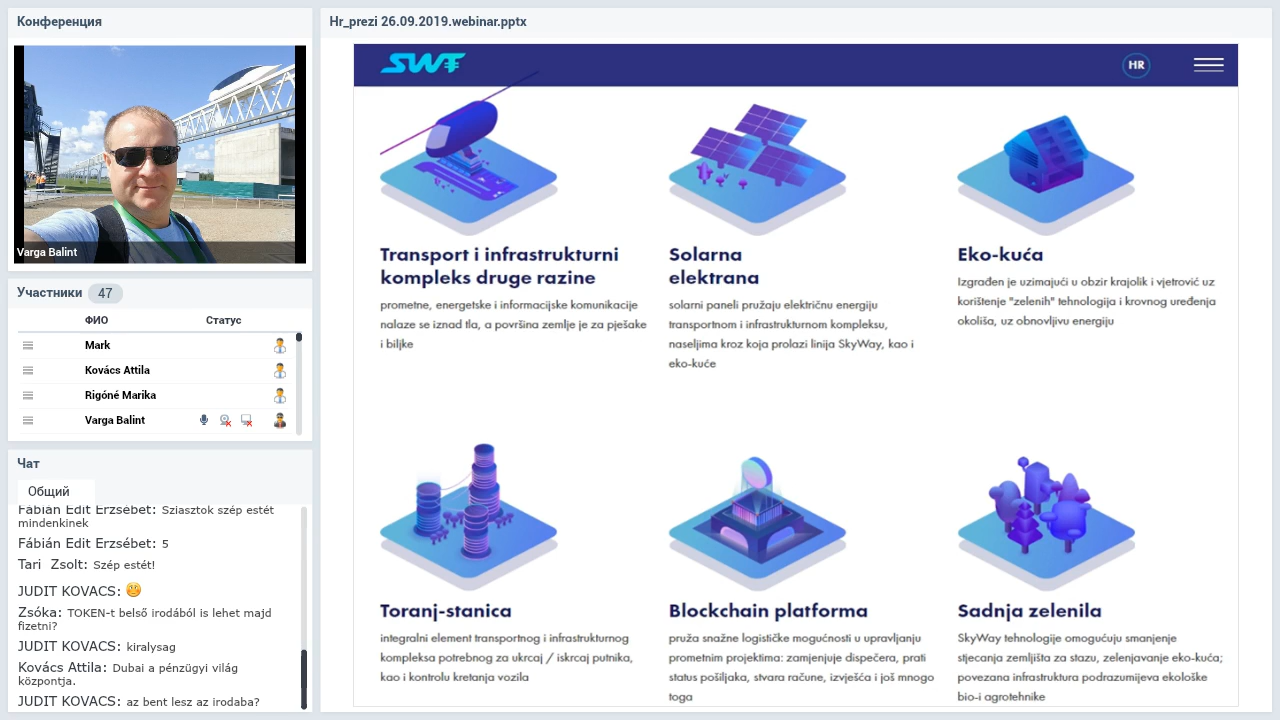 Конференция
Varga Balint
Участники 47
ФИО Статус
Mark
Kovács Attila
Rigóné Marika
Varga Balint
Чат
Общий
Fábián Edit Erzsébet: Sziasztok szép estét
mindenkinek
Fábián Edit Erzsébet: 5
Tari Zsolt: Szép estét!
JUDIT KOVACS:
Zsóka: TOKEN-t belső irodából is lehet majd
fizetni?
JUDIT KOVACS: kiralysag
Kovács Attila: Dubai a pénzügyi világ
központja.
JUDIT KOVACS: az bent lesz az irodaba?
Hr_prezi 26.09.2019.webinar.pptx
SWT
HR
Transport i infrastrukturni
kompleks druge razine
prometne, energetske i informacijske komunikacije
nalaze se iznad tla, a površina zemlje je za pješake
i biljke
Solarna
elektrana
solarni paneli pružaju električnu energiju
transportnom i infrastrukturnom kompleksu,
naseljima kroz koja prolazi linija SkyWay, kao i
eko-kuće
Eko-kuća
Izgrađen je uzimajući u obzir krajolik i vjetrović uz
korištenje "zelenih" tehnologija i krovnog uređenja
okoliša, uz obnovljivu energiju
Toranj-stanica
integralni element transportnog i infrastrukturnog
kompleksa potrebnog za ukrcaj / iskrcaj putnika,
kao i kontrolu kretanja vozila
Blockchain platforma
pruža snažne logističke mogućnosti u upravljanju
prometnim projektima: zamjenjuje dispečera, prati
status pošiljaka, stvara račune, izvješća i još mnogo
toga
Sadnja zelenila
SkyWay tehnologije omogućuju smanjenje
stjecanja zemljišta za stazu, zelenjavanje eko-kuća;
povezana infrastruktura podrazumijeva ekološke
bio-i agrotehnike